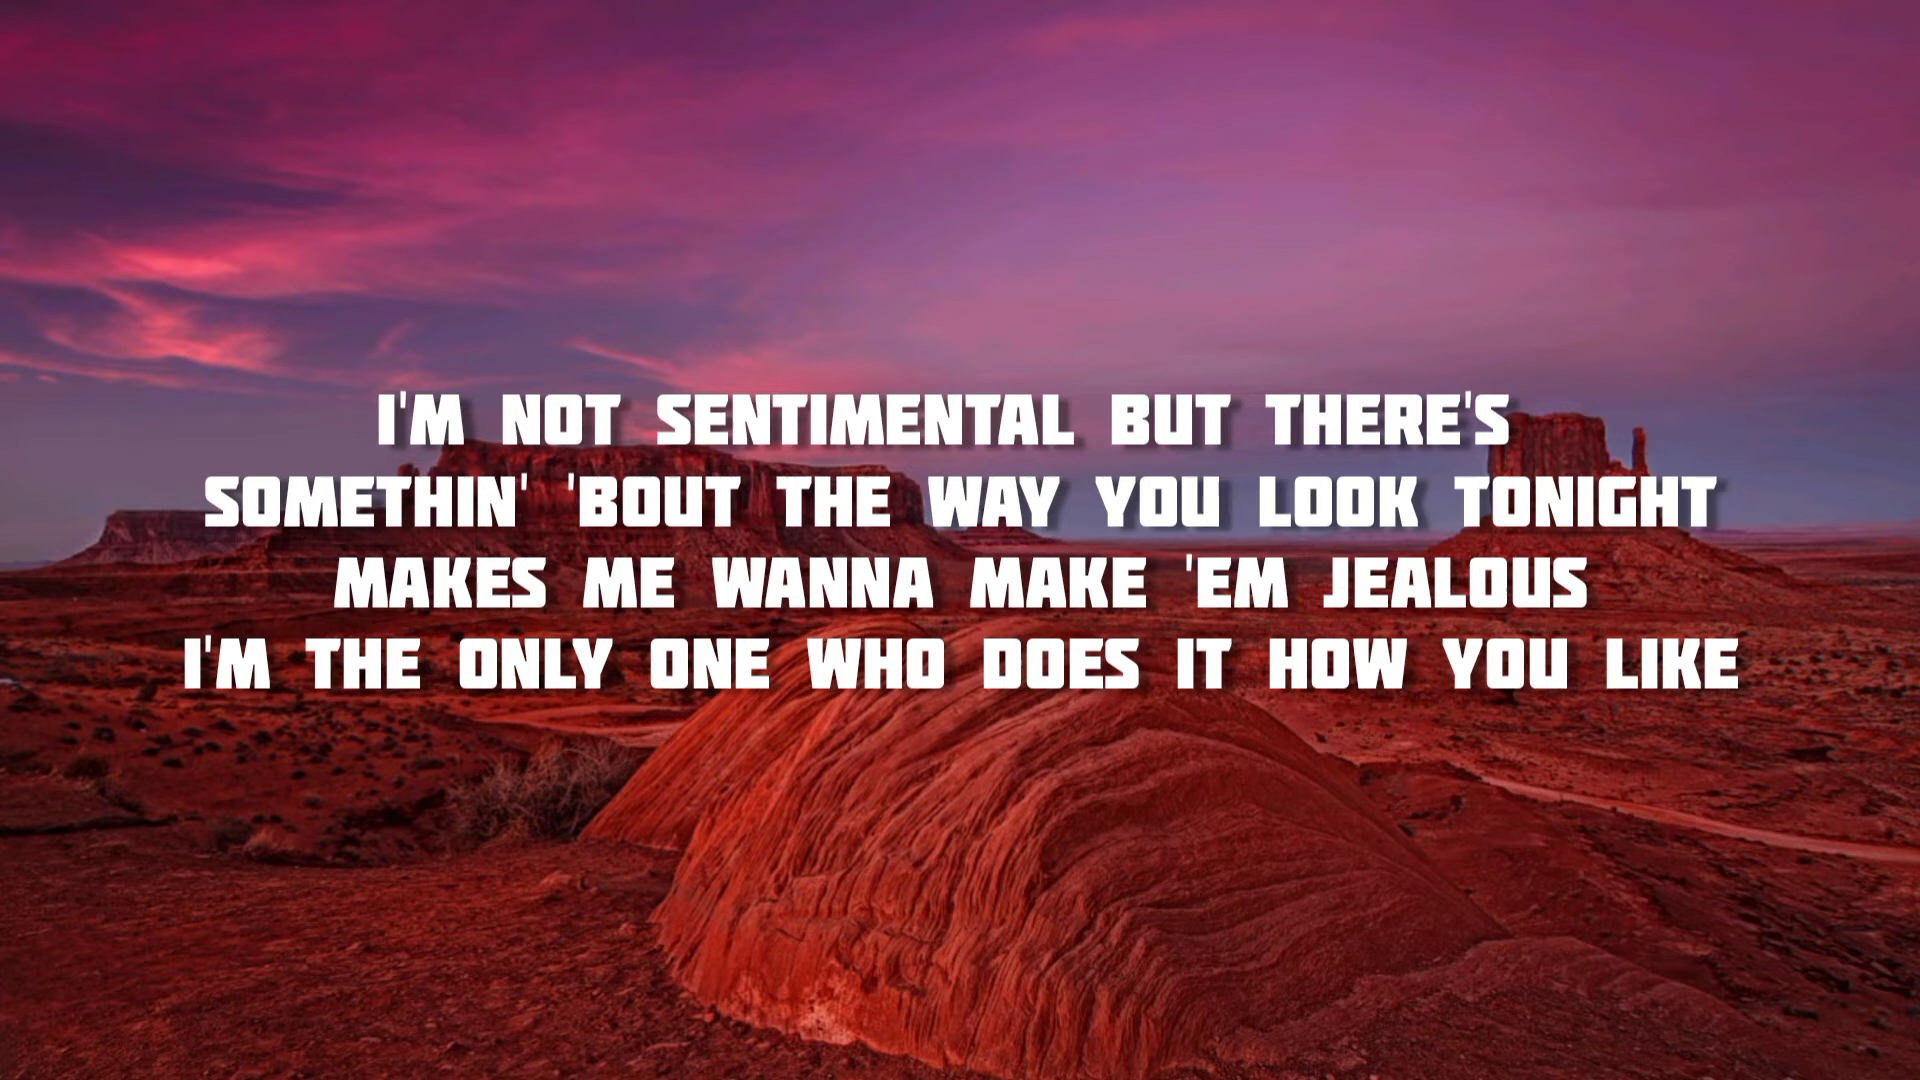 I'M NOT SENTIMENTAL BUT THERE'S
SOMETHIN' 'BOUT THE WAY YOU LOOK TONIGHT
MAKES ME WANNA MAKE 'EM JEALOUS
I'M THE ONLY ONE WHO DOES IT HOW YOU LIKE